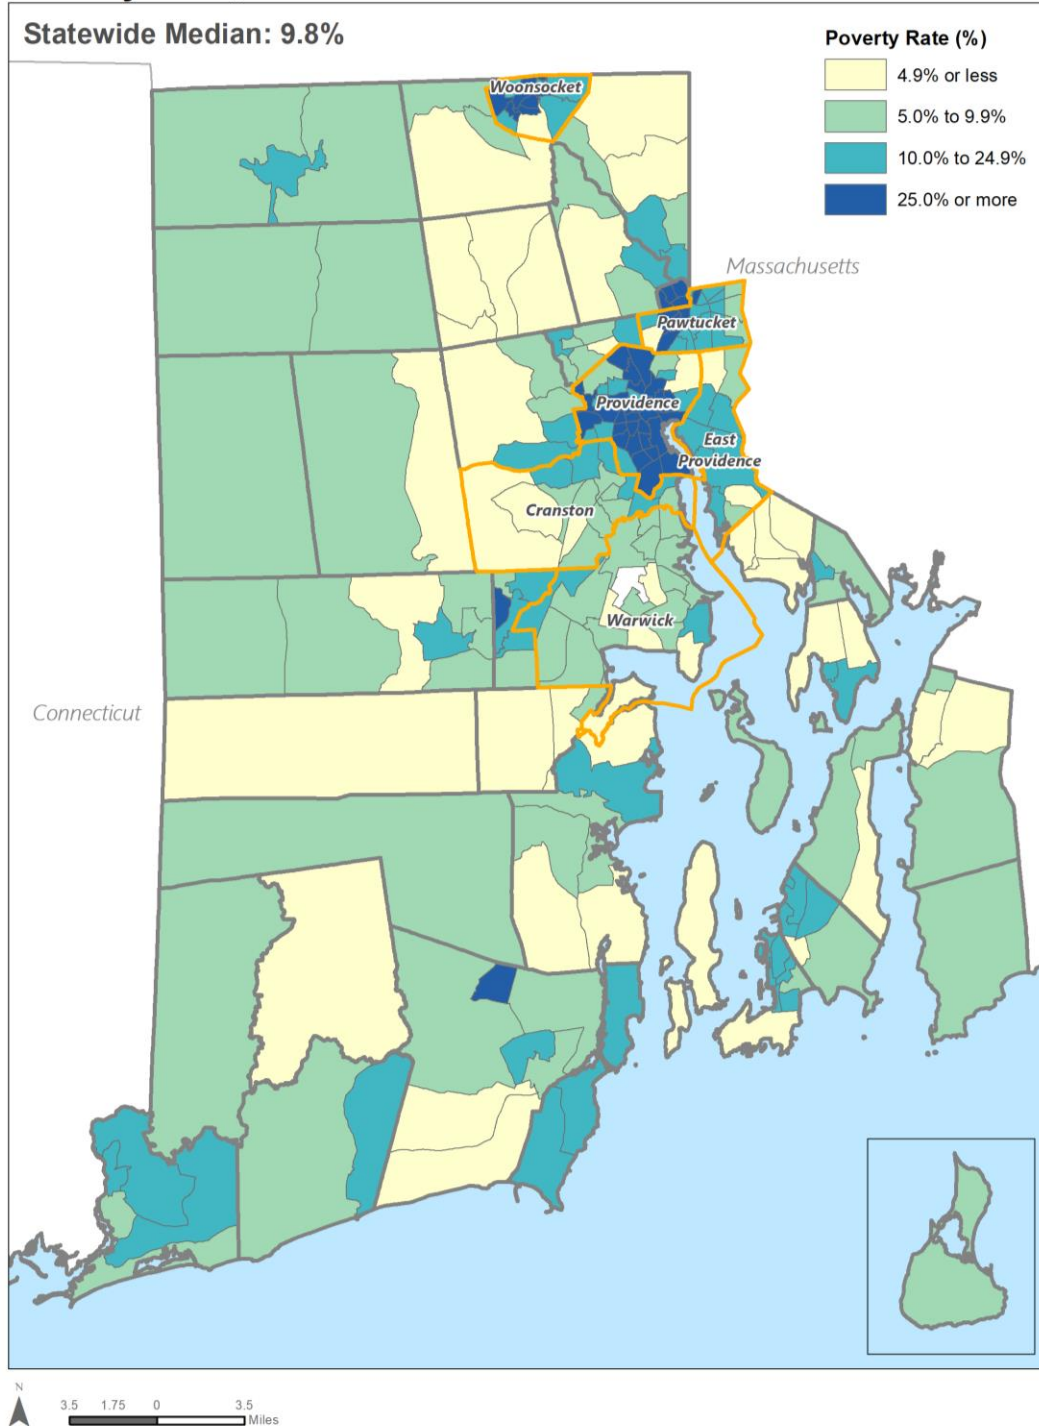 Statewide Median: 9.8%
Poverty Rate (%)
4.9% or less
5.0% to 9.9%
10.0% to 24.9%
25.0% or more
Woonsocket
Massachusetts
Pawtucket
Providence
East
Providence
Cranston
Warwick
Connecticut
N
3.5 1.75 0 3.5
Miles